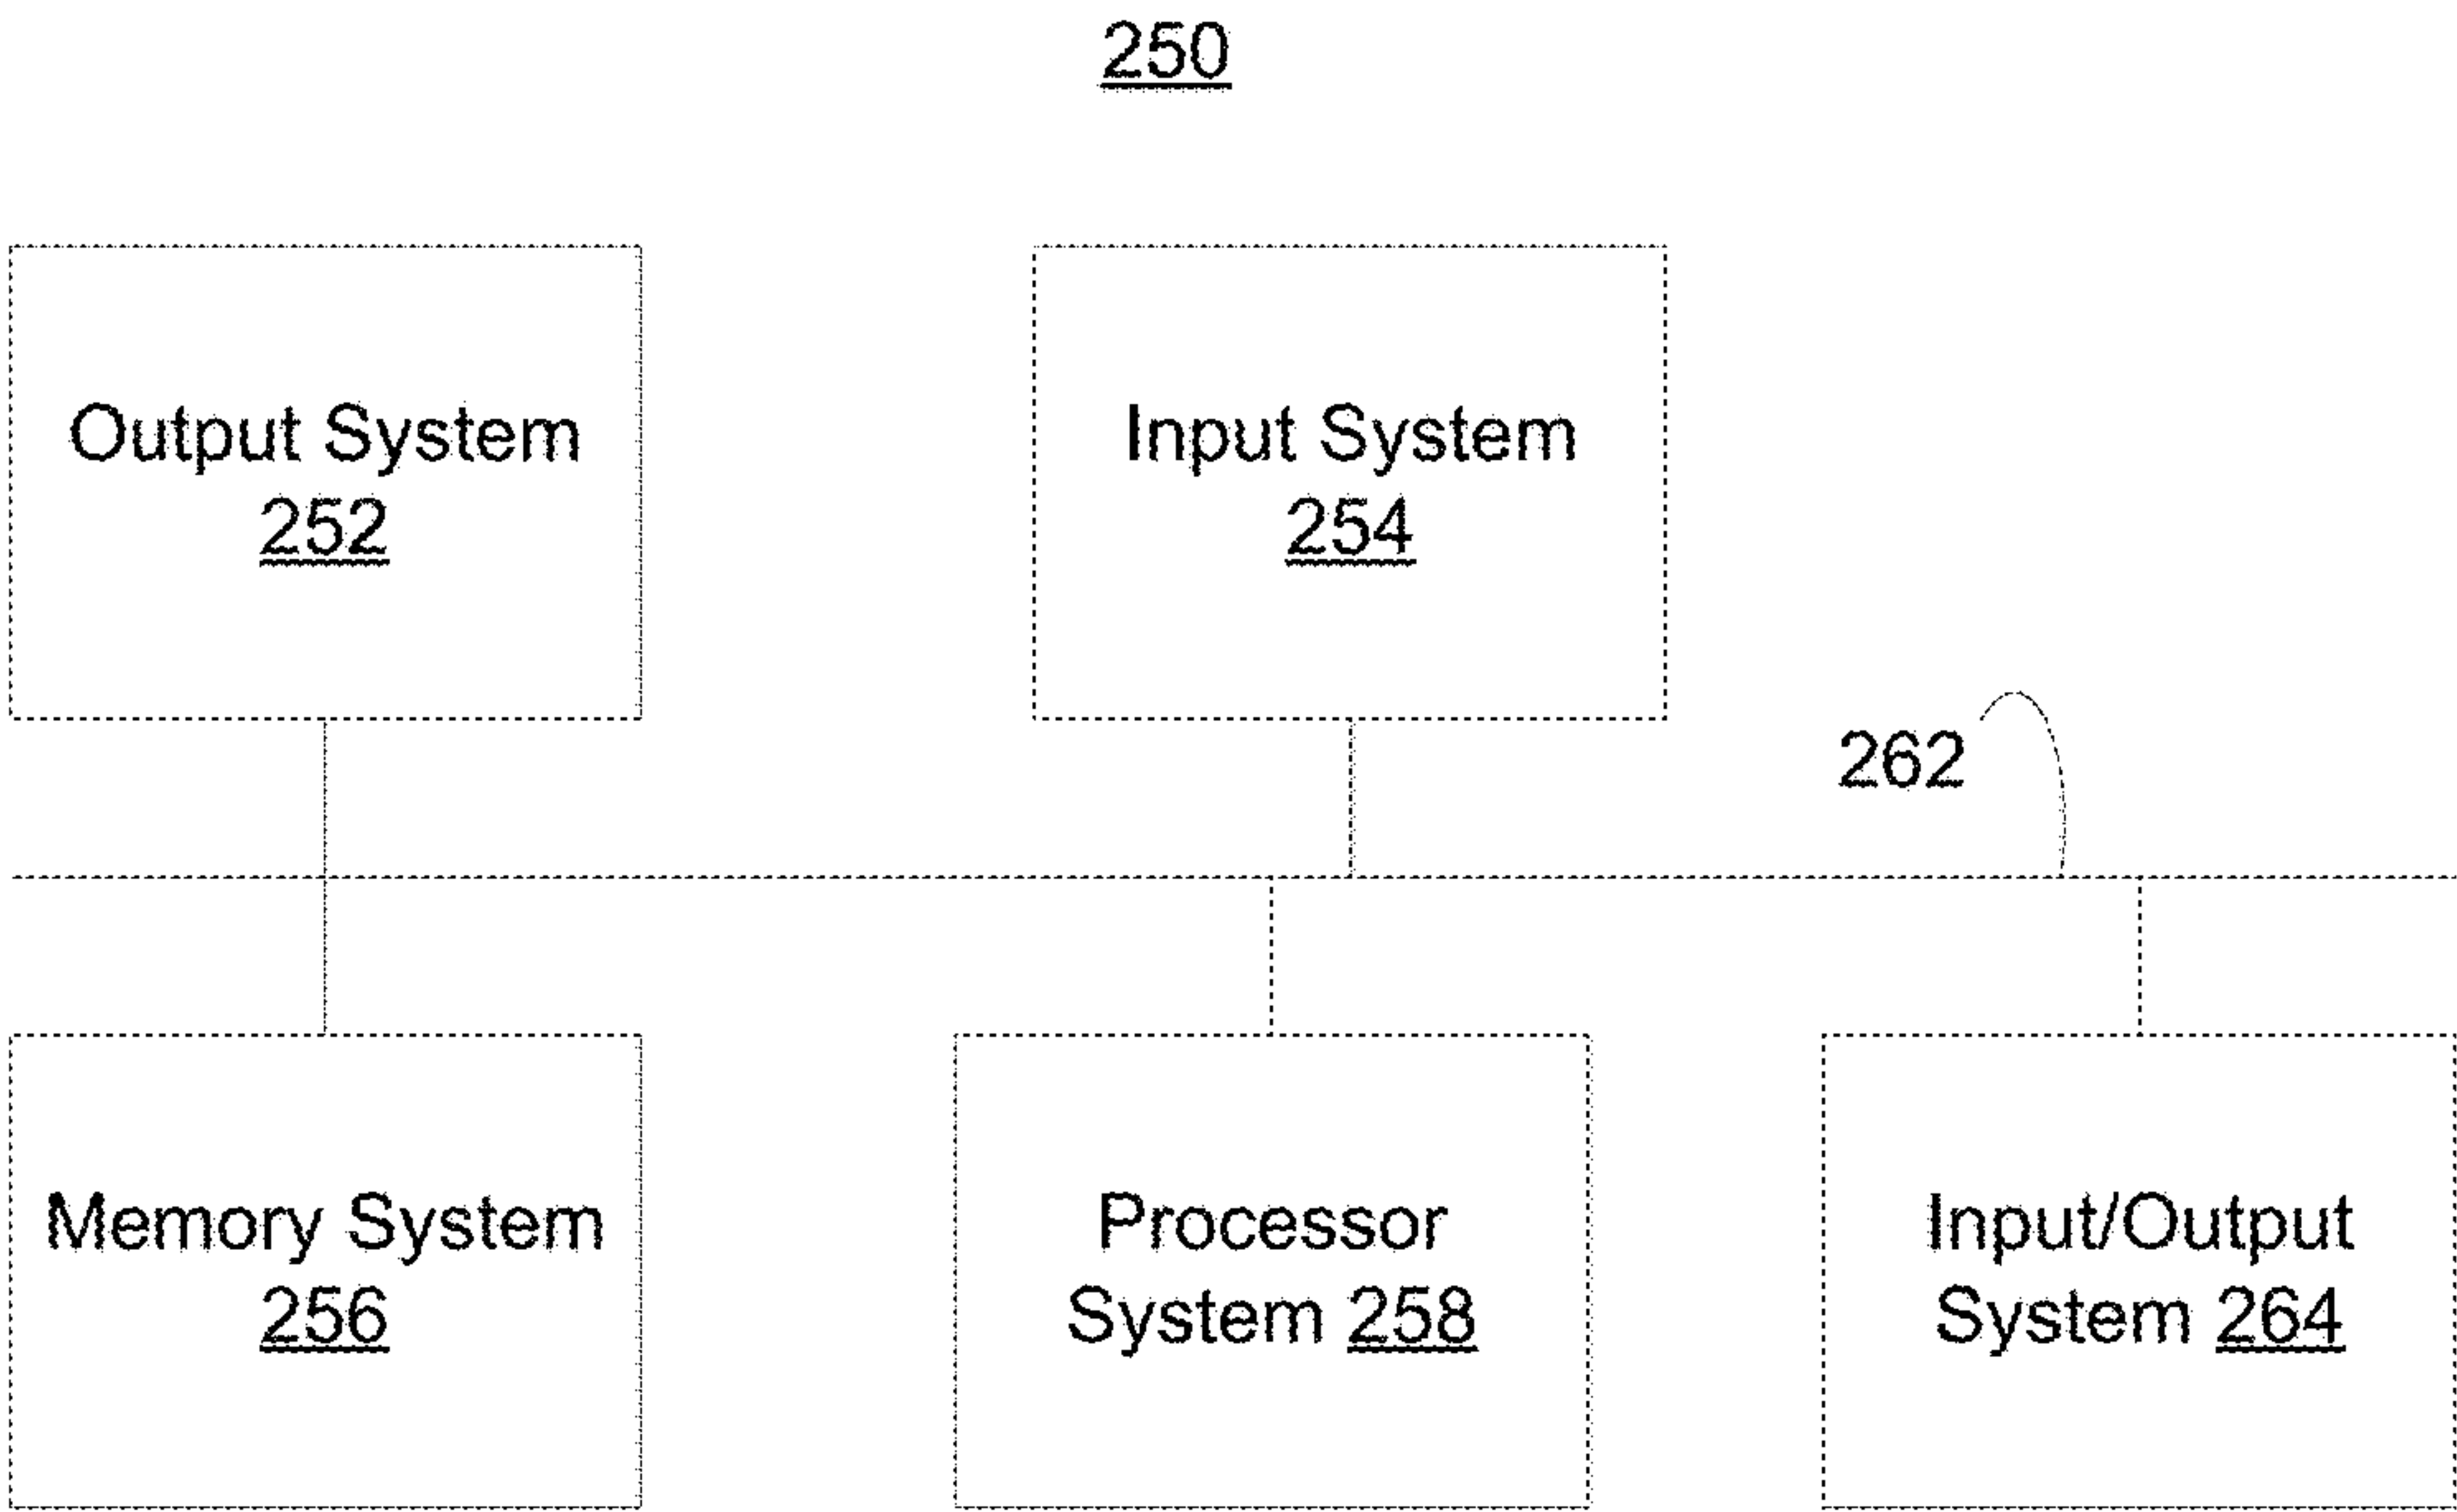 250
Output System
252
Input System
254
262
Memory System
256
Processor
System 258
Input/Output
System 264